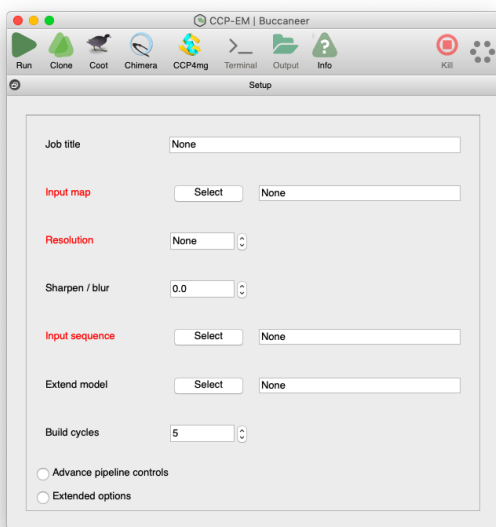 CCP-EM | Buccaneer
Run Clone Coot Chimera CCP4mg Terminal Output Info Kill
Setup
Job title None
Input map Select None
Resolution None
Sharpen / blur 0.0
Input sequence Select None
Extend model Select None
Build cycles 5
Advance pipeline controls
Extended options